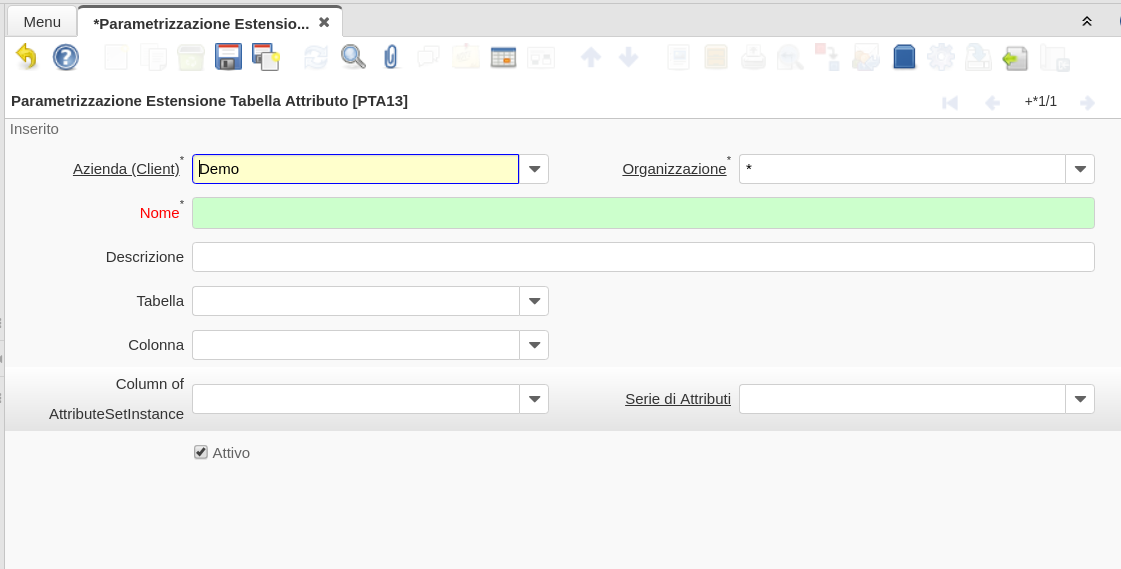 Menu
*Parametrizzazione Estensio...
Parametrizzazione Estensione Tabella Attributo [PTA13]
+*1/1
Inserito
Azienda (Client)* Demo Organizzazione* *
Nome*
Descrizione
Tabella
Colonna
Column of
AttributeSetInstance
Serie di Attributi
Attivo